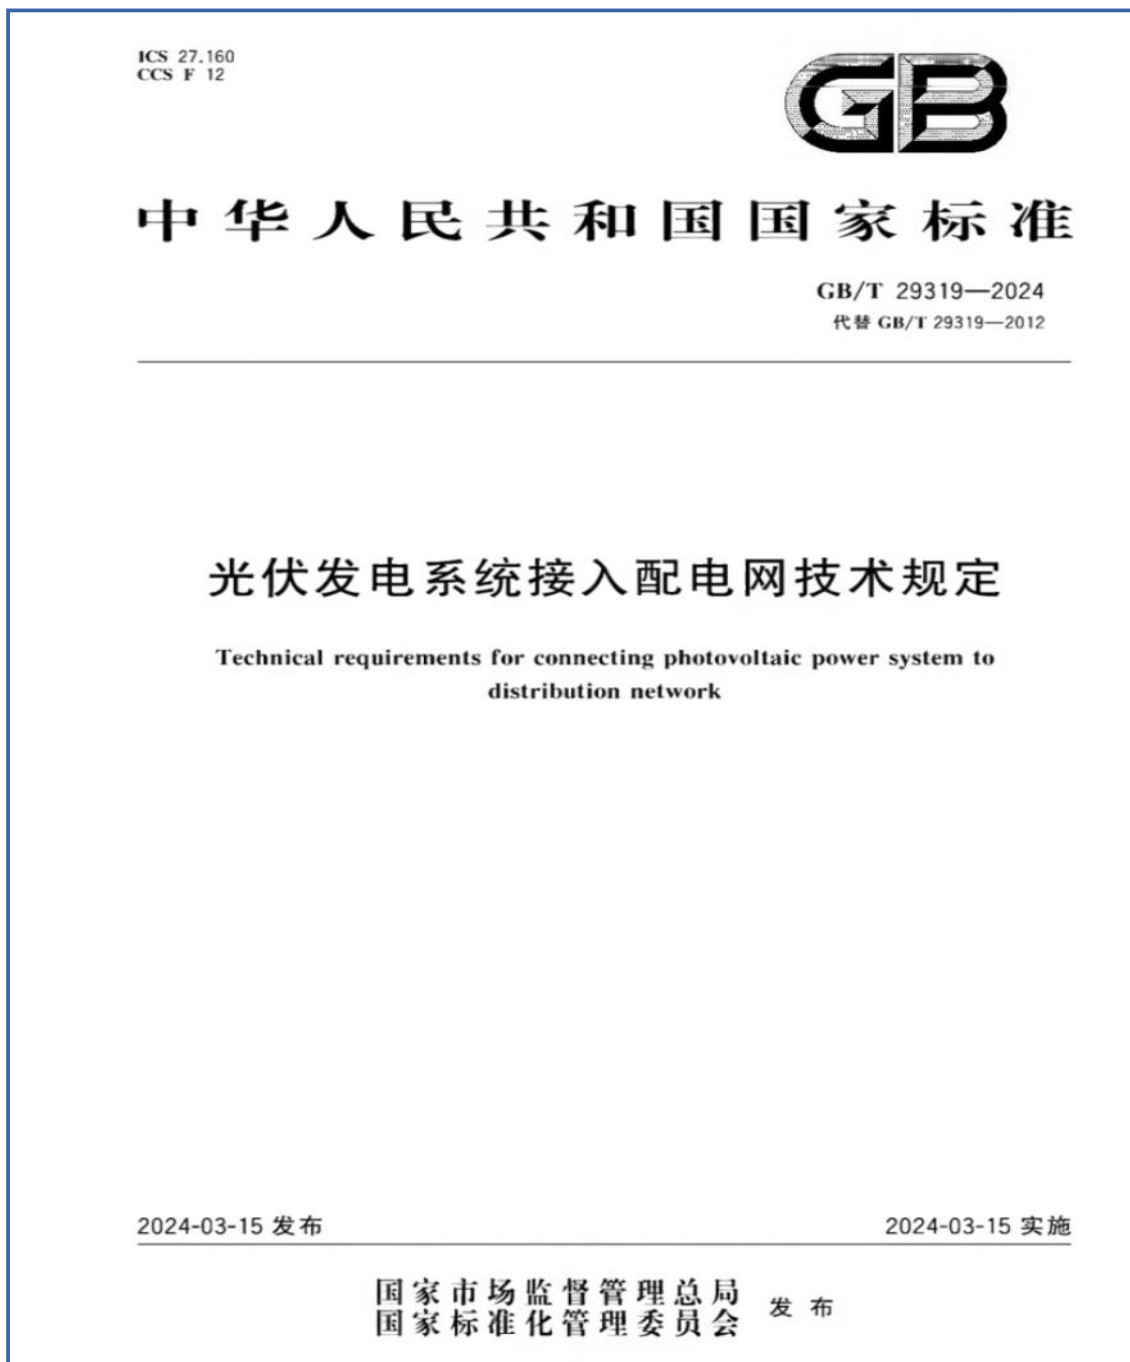 ICS 27.160
CCS F 12
GB
中华人民共和国国家标准
GB/T 29319—2024
代替 GB/T 29319—2012
光伏发电系统接入配电网技术规定
Technical requirements for connecting photovoltaic power system to
distribution network
2024-03-15 发布
2024-03-15 实施
国家市场监督管理总局
国家标准化管理委员会
发布